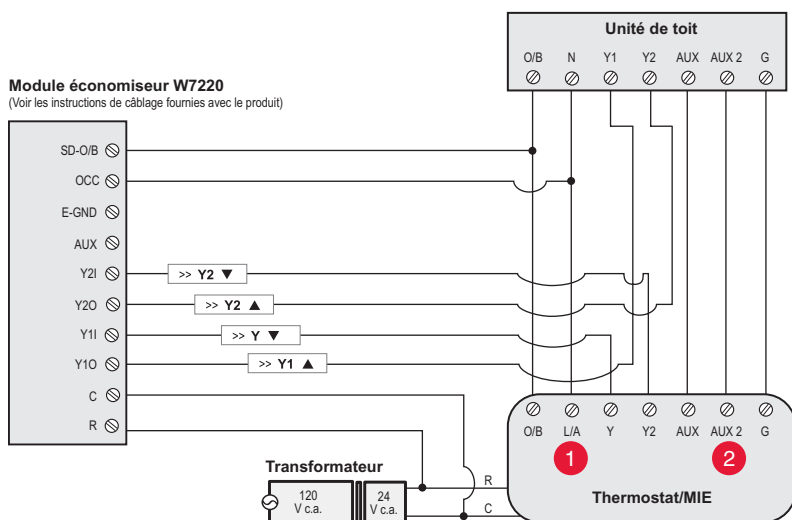 Unité de toit
O/B N Y1 Y2 AUX AUX 2 G
Module économiseur W7220
(Voir les instructions de câblage fournies avec le produit)
SD-O/B
OCC
E-GND
AUX
Y2I >> Y2 ▼
Y2O >> Y2 ▲
Y1I >> Y ▼
Y1O >> Y1 ▲
C
R
O/B L/A Y Y2 AUX AUX 2 G
1 2
Transformateur
120 V c.a.
24 V c.a.
R
C
Thermostat/MIE